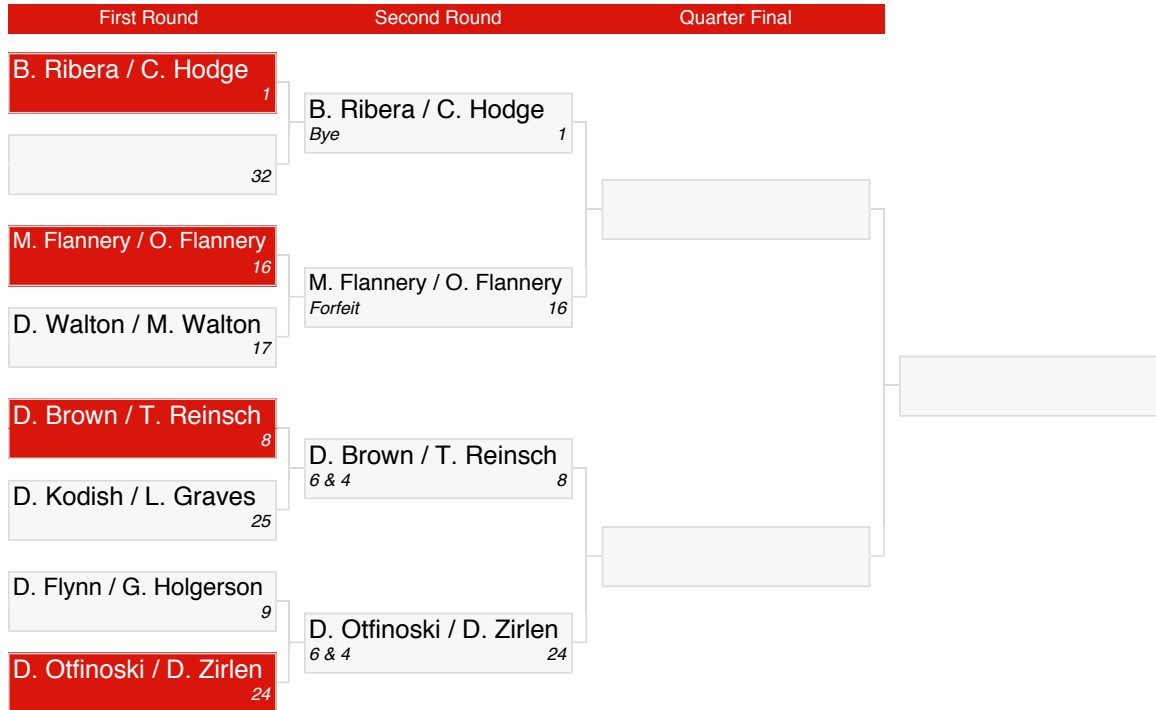 First Round
Second Round
Quarter Final
B. Ribera / C. Hodge
1
32
B. Ribera / C. Hodge
Bye 1
M. Flannery / O. Flannery
16
D. Walton / M. Walton
17
M. Flannery / O. Flannery
Forfeit 16
D. Brown / T. Reinsch
8
D. Kodish / L. Graves
25
D. Brown / T. Reinsch
6 & 4 8
D. Flynn / G. Holgerson
9
D. Otfinoski / D. Zirlen
24
D. Otfinoski / D. Zirlen
6 & 4 24